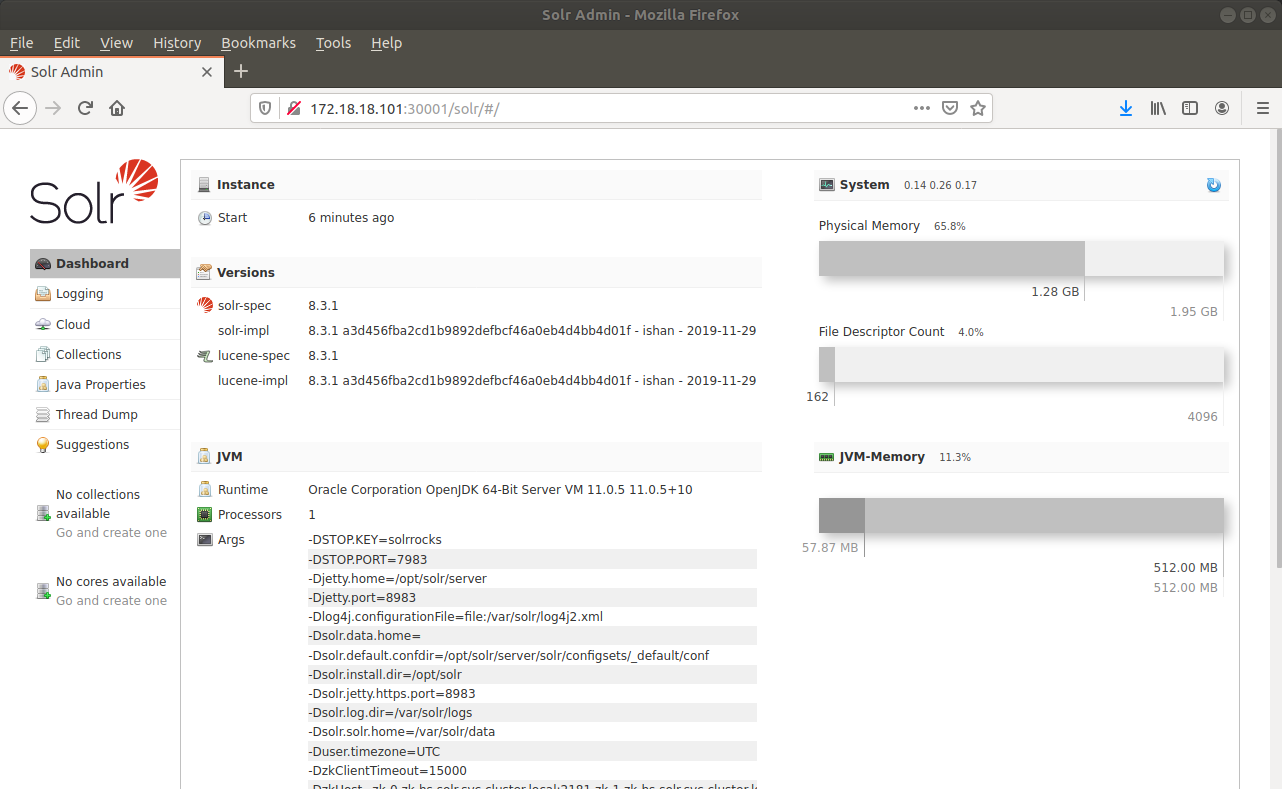 Solr Admin - Mozilla Firefox
File Edit View History Bookmarks Tools Help
Solr Admin
172.18.18.101:30001/solr/#/
Solr
Dashboard
Logging
Cloud
Collections
Java Properties
Thread Dump
Suggestions
No collections
available
Go and create one
No cores available
Go and create one
Instance
Start 6 minutes ago
Versions
solr-spec 8.3.1
solr-impl 8.3.1 a3d456fba2cd1b9892defbcf46a0eb4d4bb4d01f - ishan - 2019-11-29
lucene-spec 8.3.1
lucene-impl 8.3.1 a3d456fba2cd1b9892defbcf46a0eb4d4bb4d01f - ishan - 2019-11-29
JVM
Runtime Oracle Corporation OpenJDK 64-Bit Server VM 11.0.5 11.0.5+10
Processors 1
Args -DSTOP.KEY=solrrocks
-DSTOP.PORT=7983
-Djetty.home=/opt/solr/server
-Djetty.port=8983
-Dlog4j.configurationFile=file:/var/solr/log4j2.xml
-Dsolr.data.home=
-Dsolr.default.confdir=/opt/solr/server/solr/configsets/_default/conf
-Dsolr.install.dir=/opt/solr
-Dsolr.jetty.https.port=8983
-Dsolr.log.dir=/var/solr/logs
-Dsolr.solr.home=/var/solr/data
-Duser.timezone=UTC
-DzkClientTimeout=15000
System 0.14 0.26 0.17
Physical Memory 65.8%
1.28 GB
1.95 GB
File Descriptor Count 4.0%
162
4096
JVM-Memory 11.3%
57.87 MB
512.00 MB
512.00 MB